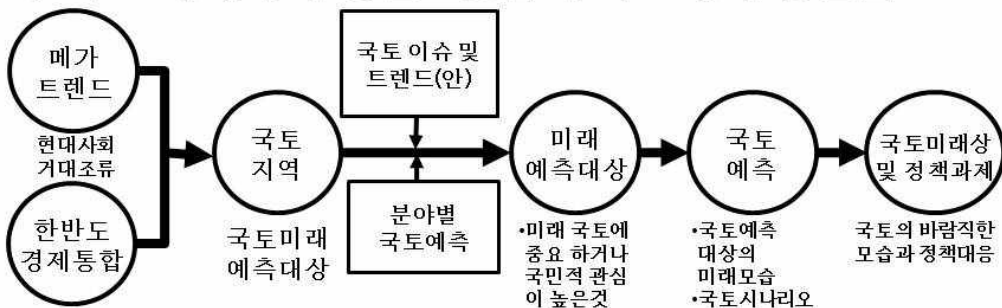 메가
트렌드
현대사회
거대조류
한반도
경제통합
국토
지역
국토미래
예측대상
국토 이슈 및
트렌드(안)
분야별
국토예측
미래
예측대상
•미래 국토에
중요 하거나
국민적 관심
이 높은것
국토
예측
•국토예측
대상의
미래모습
•국토시나리오
국토미래상
및 정책과제
국토의 바람직한
모습과 정책대응